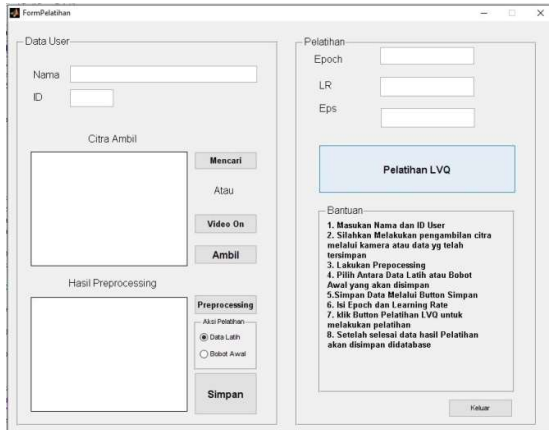 FormPelatihan
Data User
Nama
ID
Citra Ambil
Mencari
Atau
Video On
Ambil
Hasil Preprocessing
Preprocessing
Aksi Pelatihan
Data Latih
Bobot Awal
Simpan
Pelatihan
Epoch
LR
Eps
Pelatihan LVQ
Bantuan
1. Masukan Nama dan ID User
2. Silahkan Melakukan pengambilan citra
melalui kamera atau data yg telah
tersimpan
3. Lakukan Prepocessing
4. Pilih Antara Data Latih atau Bobot
Awal yang akan disimpan
5.Simpan Data Melalui Button Simpan
6. Isi Epoch dan Learning Rate
7. klik Button Pelatihan LVQ untuk
melakukan pelatihan
8. Setelah selesai data hasil Pelatihan
akan disimpan didatabase
Keluar